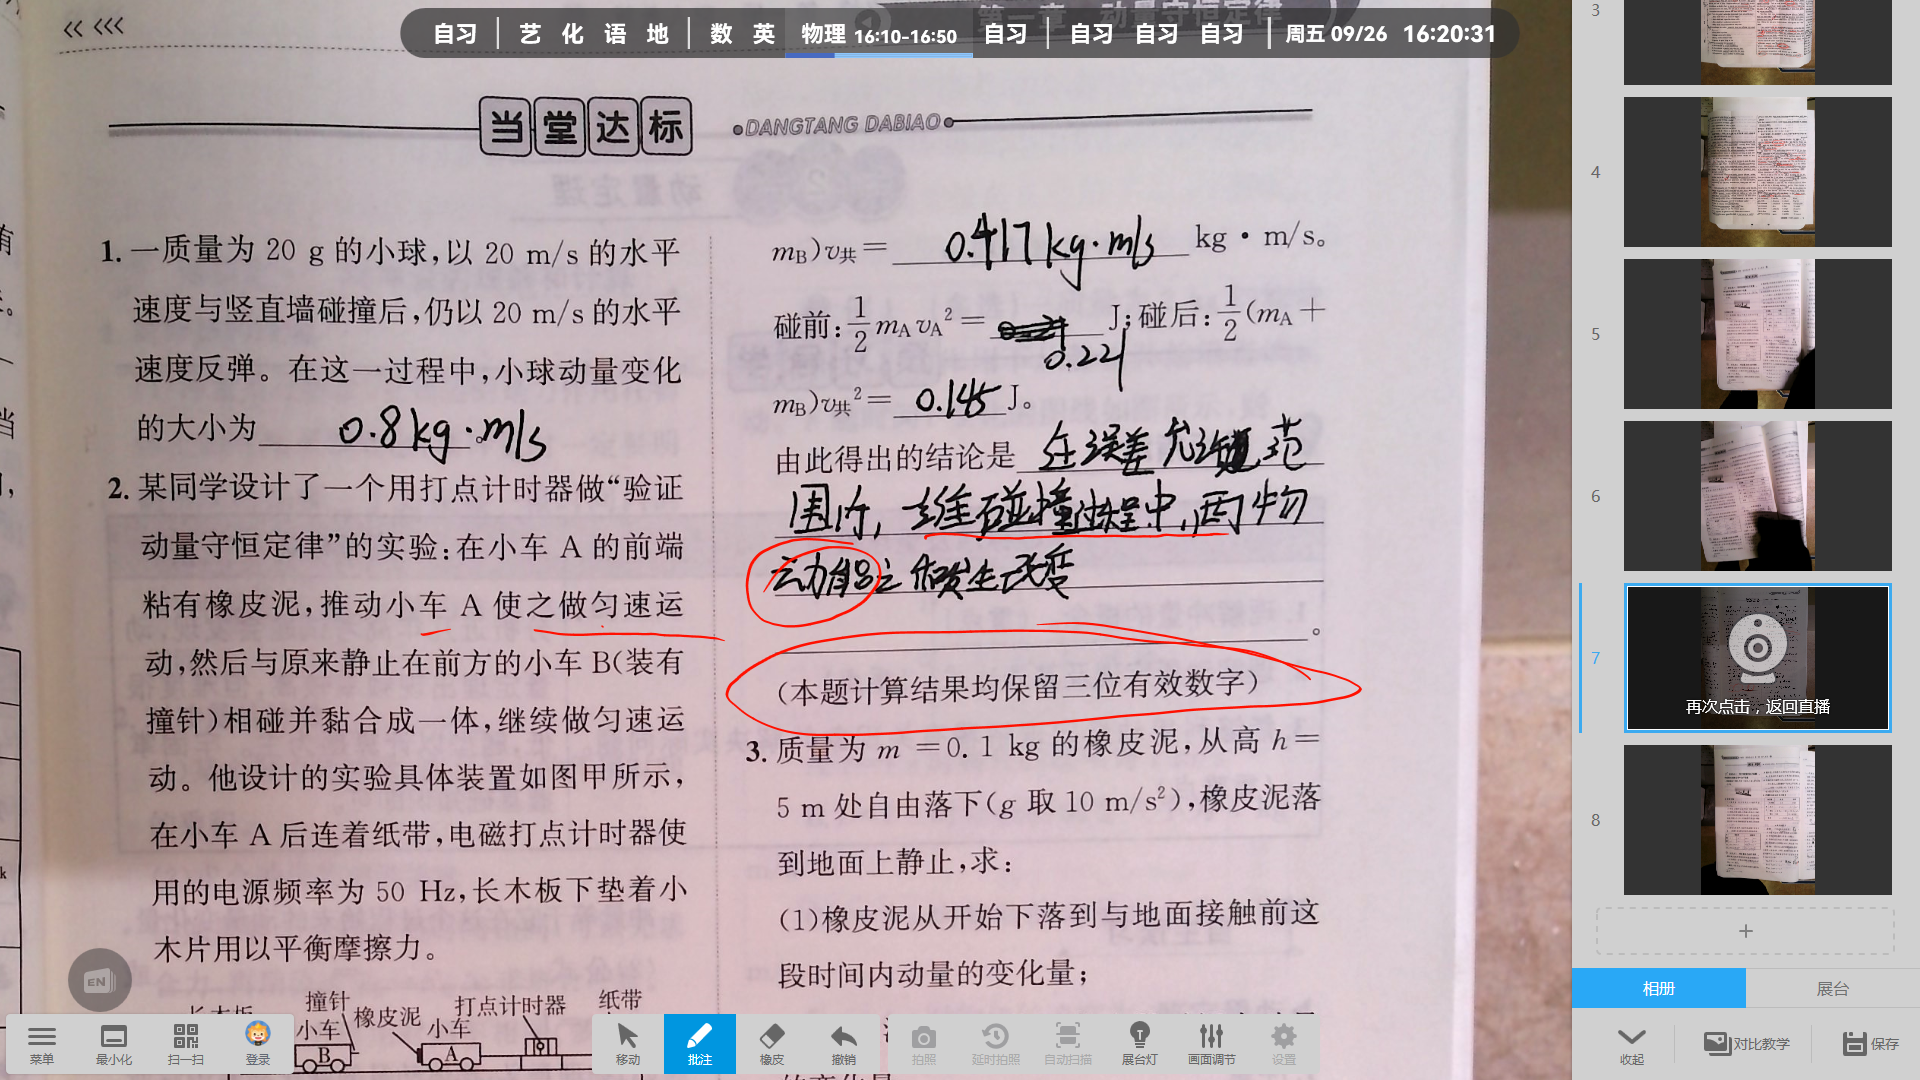 自习 艺 化 语 地 数 英 物理 16:10-16:50 自习 自习 自习 自习 周五 09/26 16:20:31
第一章 动量守恒定律
当堂达标
DANGTANG DABIAO
1. 一质量为 20 g 的小球,以 20 m/s 的水平
速度与竖直墙碰撞后,仍以 20 m/s 的水平
速度反弹。在这一过程中,小球动量变化
的大小为 0.8kg·m/s 。
2. 某同学设计了一个用打点计时器做“验证
动量守恒定律”的实验:在小车 A 的前端
粘有橡皮泥,推动小车 A 使之做匀速运
动,然后与原来静止在前方的小车 B(装有
撞针)相碰并黏合成一体,继续做匀速运
动。他设计的实验具体装置如图甲所示,
在小车 A 后连着纸带,电磁打点计时器使
用的电源频率为 50 Hz,长木板下垫着小
木片用以平衡摩擦力。
撞针 橡皮泥 打点计时器 纸带
小车 小车
B A
mB)v共= 0.417kg·m/s kg·m/s。
碰前:1/2 mAvA²= J;碰后:1/2(mA+
0.221
mB)v共²= 0.145 J。
由此得出的结论是 在误差允许范
围内,一维碰撞过程中,两物
发生改变
。
(本题计算结果均保留三位有效数字)
3. 质量为 m=0.1 kg 的橡皮泥,从高 h=
5 m 处自由落下(g 取 10 m/s²),橡皮泥落
到地面上静止,求:
(1)橡皮泥从开始下落到与地面接触前这
段时间内动量的变化量;
3
4
5
6
7
再次点击，返回直播
8
+
相册 展台
EN
菜单 最小化 扫一扫 登录 移动 批注 橡皮 撤销 拍照 延时拍照 自动扫描 展台灯 画面调节 设置 收起 对比教学 保存